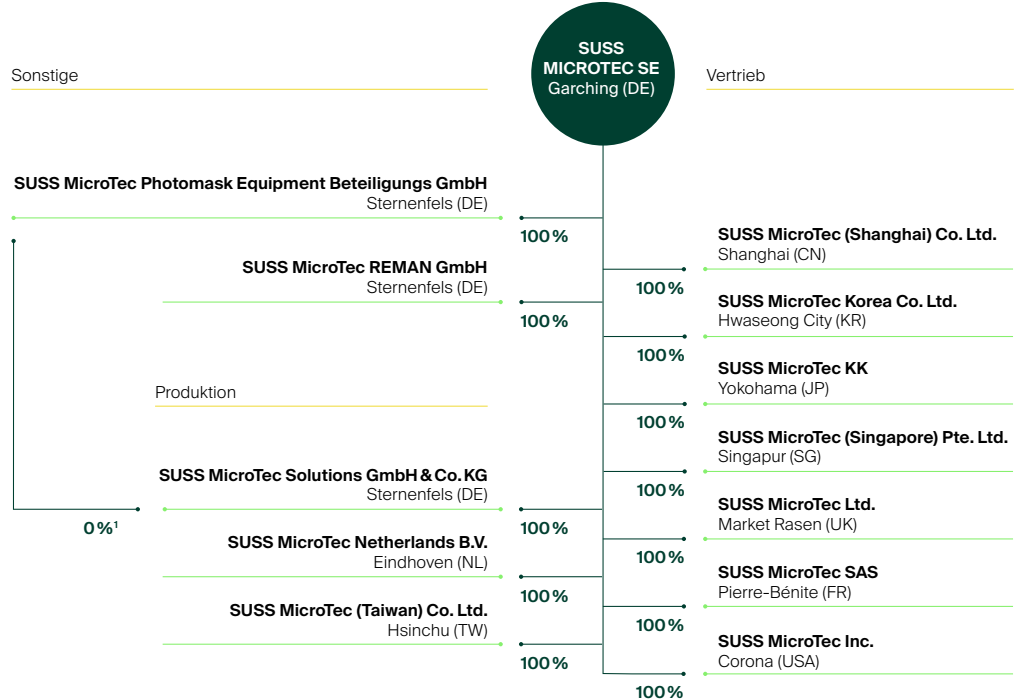 SUSS
MICROTEC SE
Garching (DE)
Sonstige
SUSS MicroTec Photomask Equipment Beteiligungs GmbH
Sternenfels (DE)
100 %
SUSS MicroTec REMAN GmbH
Sternenfels (DE)
100 %
Produktion
SUSS MicroTec Solutions GmbH & Co. KG
Sternenfels (DE)
0 %¹
100 %
SUSS MicroTec Netherlands B.V.
Eindhoven (NL)
100 %
SUSS MicroTec (Taiwan) Co. Ltd.
Hsinchu (TW)
100 %
Vertrieb
SUSS MicroTec (Shanghai) Co. Ltd.
Shanghai (CN)
100 %
SUSS MicroTec Korea Co. Ltd.
Hwaseong City (KR)
100 %
SUSS MicroTec KK
Yokohama (JP)
100 %
SUSS MicroTec (Singapore) Pte. Ltd.
Singapur (SG)
100 %
SUSS MicroTec Ltd.
Market Rasen (UK)
100 %
SUSS MicroTec SAS
Pierre-Bénite (FR)
100 %
SUSS MicroTec Inc.
Corona (USA)
100 %